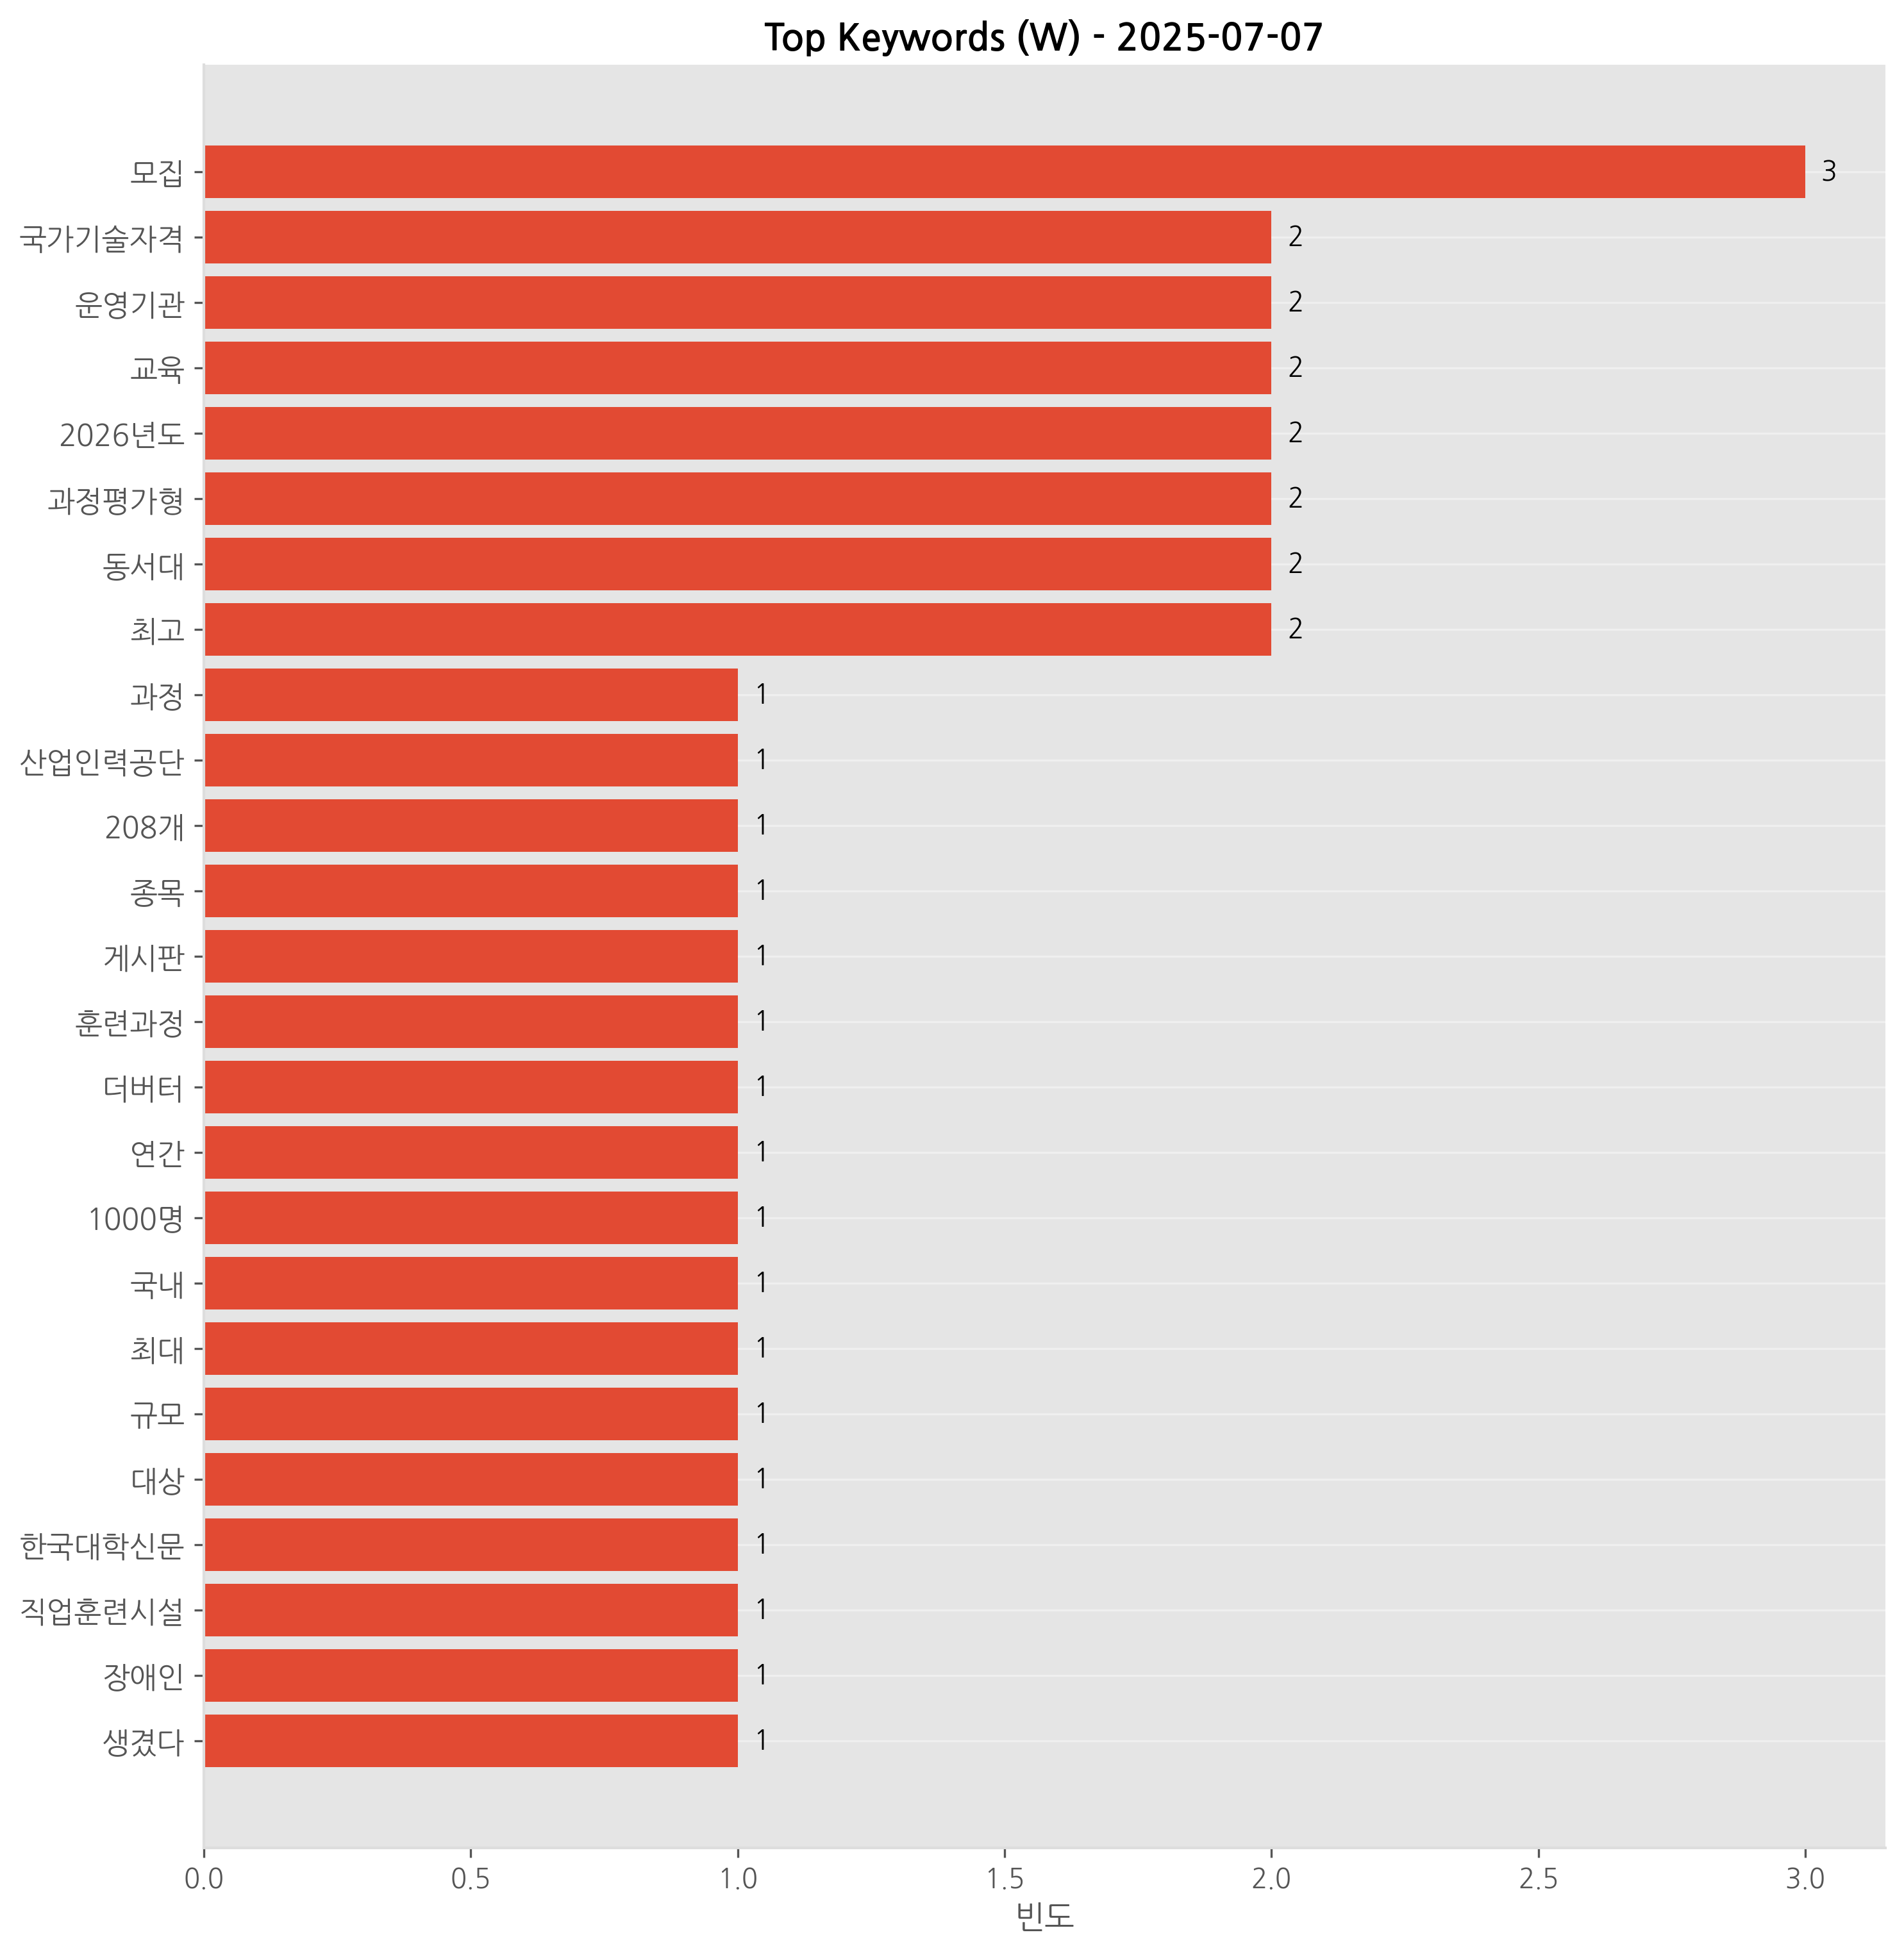 Top Keywords (W) - 2025-07-07
모집 3
국가기술자격 2
운영기관 2
교육 2
2026년도 2
과정평가형 2
동서대 2
최고 2
과정 1
산업인력공단 1
208개 1
종목 1
게시판 1
훈련과정 1
더버터 1
연간 1
1000명 1
국내 1
최대 1
규모 1
대상 1
한국대학신문 1
직업훈련시설 1
장애인 1
생겼다 1
0.0 0.5 1.0 1.5 2.0 2.5 3.0
빈도